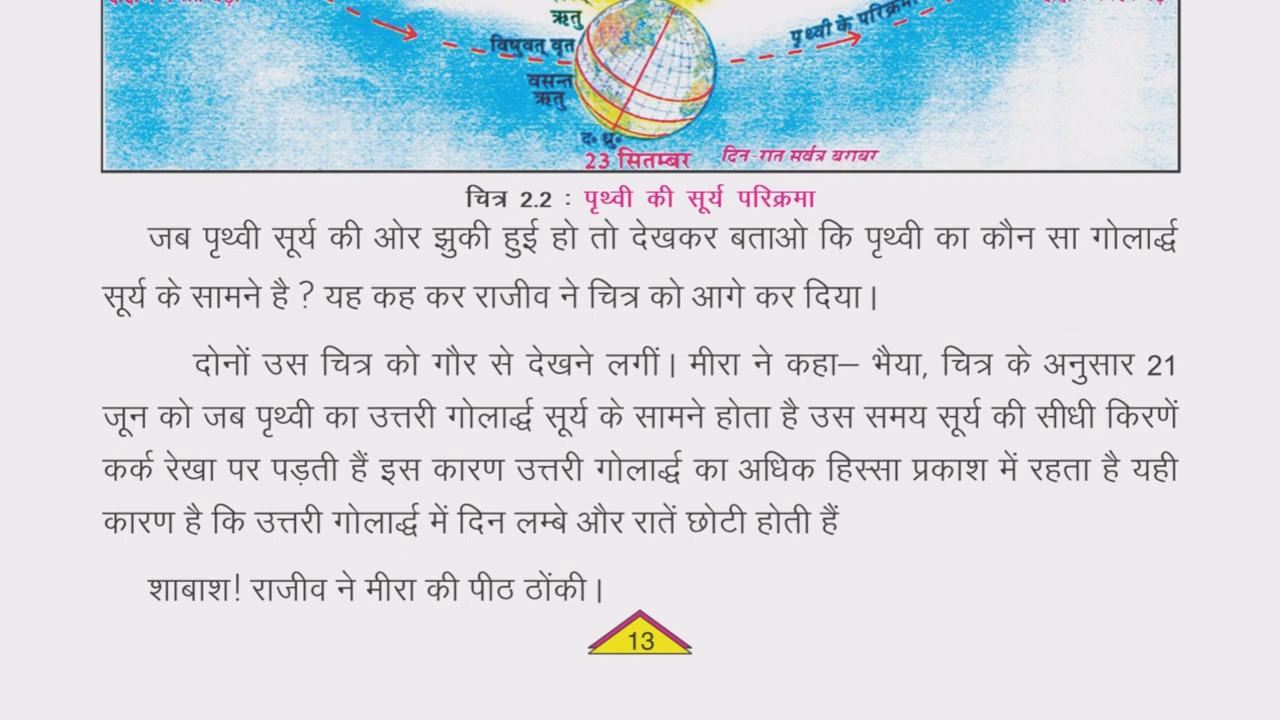 ऋतु
विषुवत् वृत
पृथ्वी के परिक्रमा
वसन्त
ऋतु
द॰ ध्रु॰
23 सितम्बर दिन-रात सर्वत्र बराबर
चित्र 2.2 : पृथ्वी की सूर्य परिक्रमा
जब पृथ्वी सूर्य की ओर झुकी हुई हो तो देखकर बताओ कि पृथ्वी का कौन सा गोलार्द्ध
सूर्य के सामने है ? यह कह कर राजीव ने चित्र को आगे कर दिया।
दोनों उस चित्र को गौर से देखने लगीं। मीरा ने कहा– भैया, चित्र के अनुसार 21
जून को जब पृथ्वी का उत्तरी गोलार्द्ध सूर्य के सामने होता है उस समय सूर्य की सीधी किरणें
कर्क रेखा पर पड़ती हैं इस कारण उत्तरी गोलार्द्ध का अधिक हिस्सा प्रकाश में रहता है यही
कारण है कि उत्तरी गोलार्द्ध में दिन लम्बे और रातें छोटी होती हैं
शाबाश! राजीव ने मीरा की पीठ ठोंकी।
13